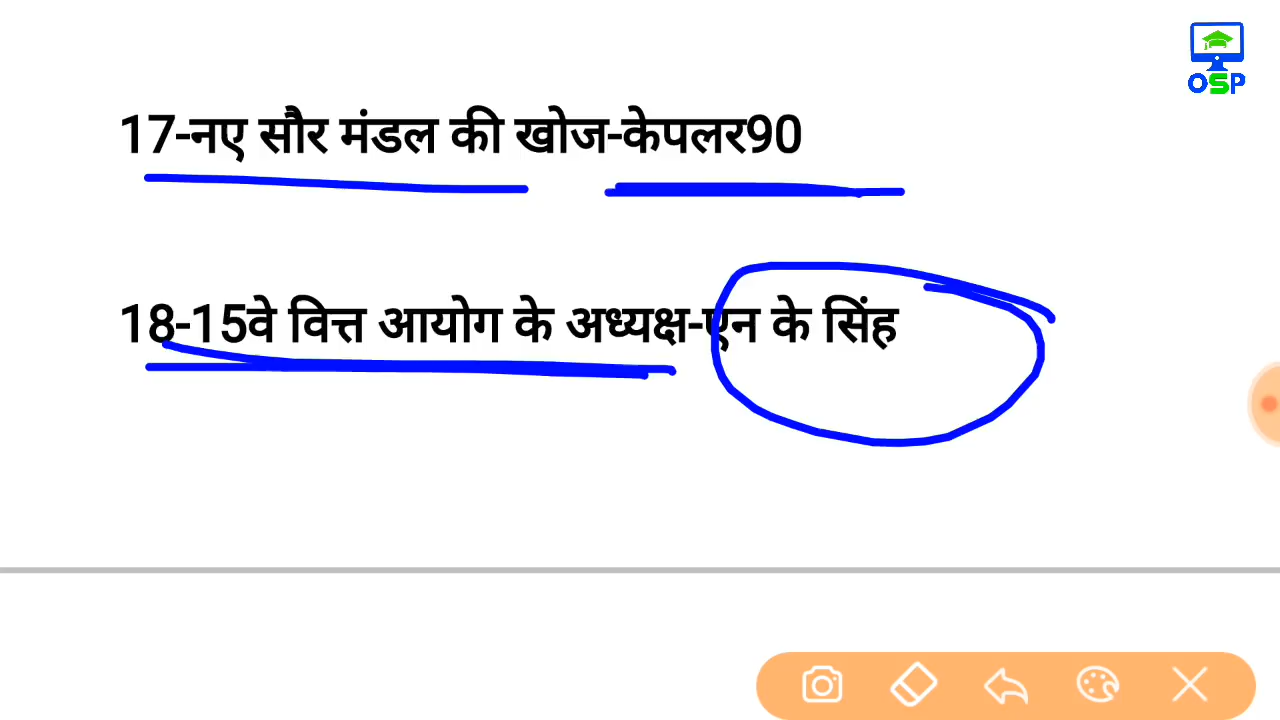 OSP
17-नए सौर मंडल की खोज-केपलर90
18-15वे वित्त आयोग के अध्यक्ष-एन के सिंह